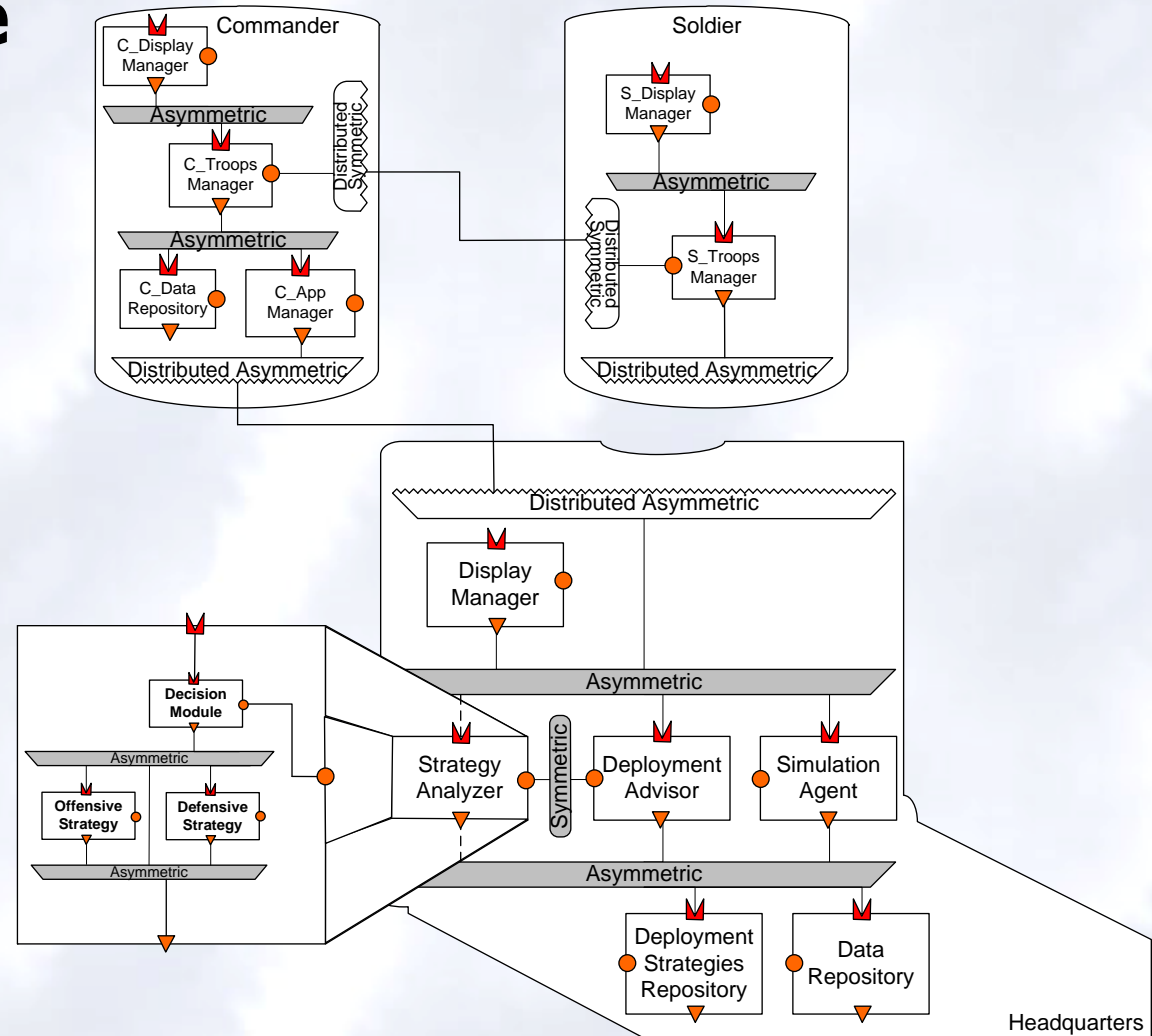 e
Commander
C_Display
Manager
Asymmetric
Distributed
Symmetric
C_Troops
Manager
Asymmetric
C_Data
Repository
C_App
Manager
Distributed Asymmetric
Soldier
S_Display
Manager
Asymmetric
Distributed
Symmetric
S_Troops
Manager
Distributed Asymmetric
Distributed Asymmetric
Display
Manager
Asymmetric
Strategy
Analyzer
Symmetric
Deployment
Advisor
Simulation
Agent
Asymmetric
Deployment
Strategies
Repository
Data
Repository
Headquarters
Decision
Module
Asymmetric
Offensive
Strategy
Defensive
Strategy
Asymmetric